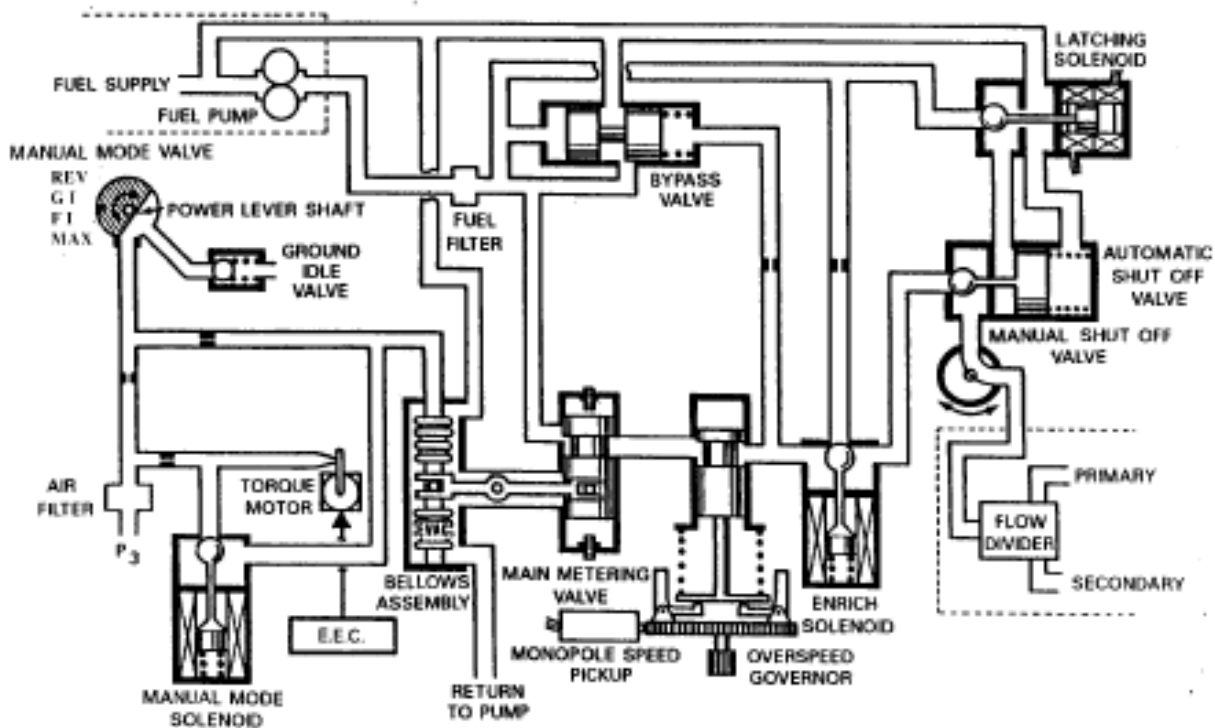 LATCHING
SOLENOID
FUEL SUPPLY
FUEL PUMP
MANUAL MODE VALVE
REV
G I
F I
MAX
POWER LEVER SHAFT
BYPASS
VALVE
FUEL
FILTER
GROUND
IDLE
VALVE
AUTOMATIC
SHUT OFF
VALVE
MANUAL SHUT OFF
VALVE
AIR
FILTER
P3
TORQUE
MOTOR
VAC
PRIMARY
FLOW
DIVIDER
SECONDARY
BELLOWS
ASSEMBLY
MAIN METERING
VALVE
ENRICH
SOLENOID
E.E.C.
MONOPOLE SPEED
PICKUP
OVERSPEED
GOVERNOR
MANUAL MODE
SOLENOID
RETURN
TO PUMP